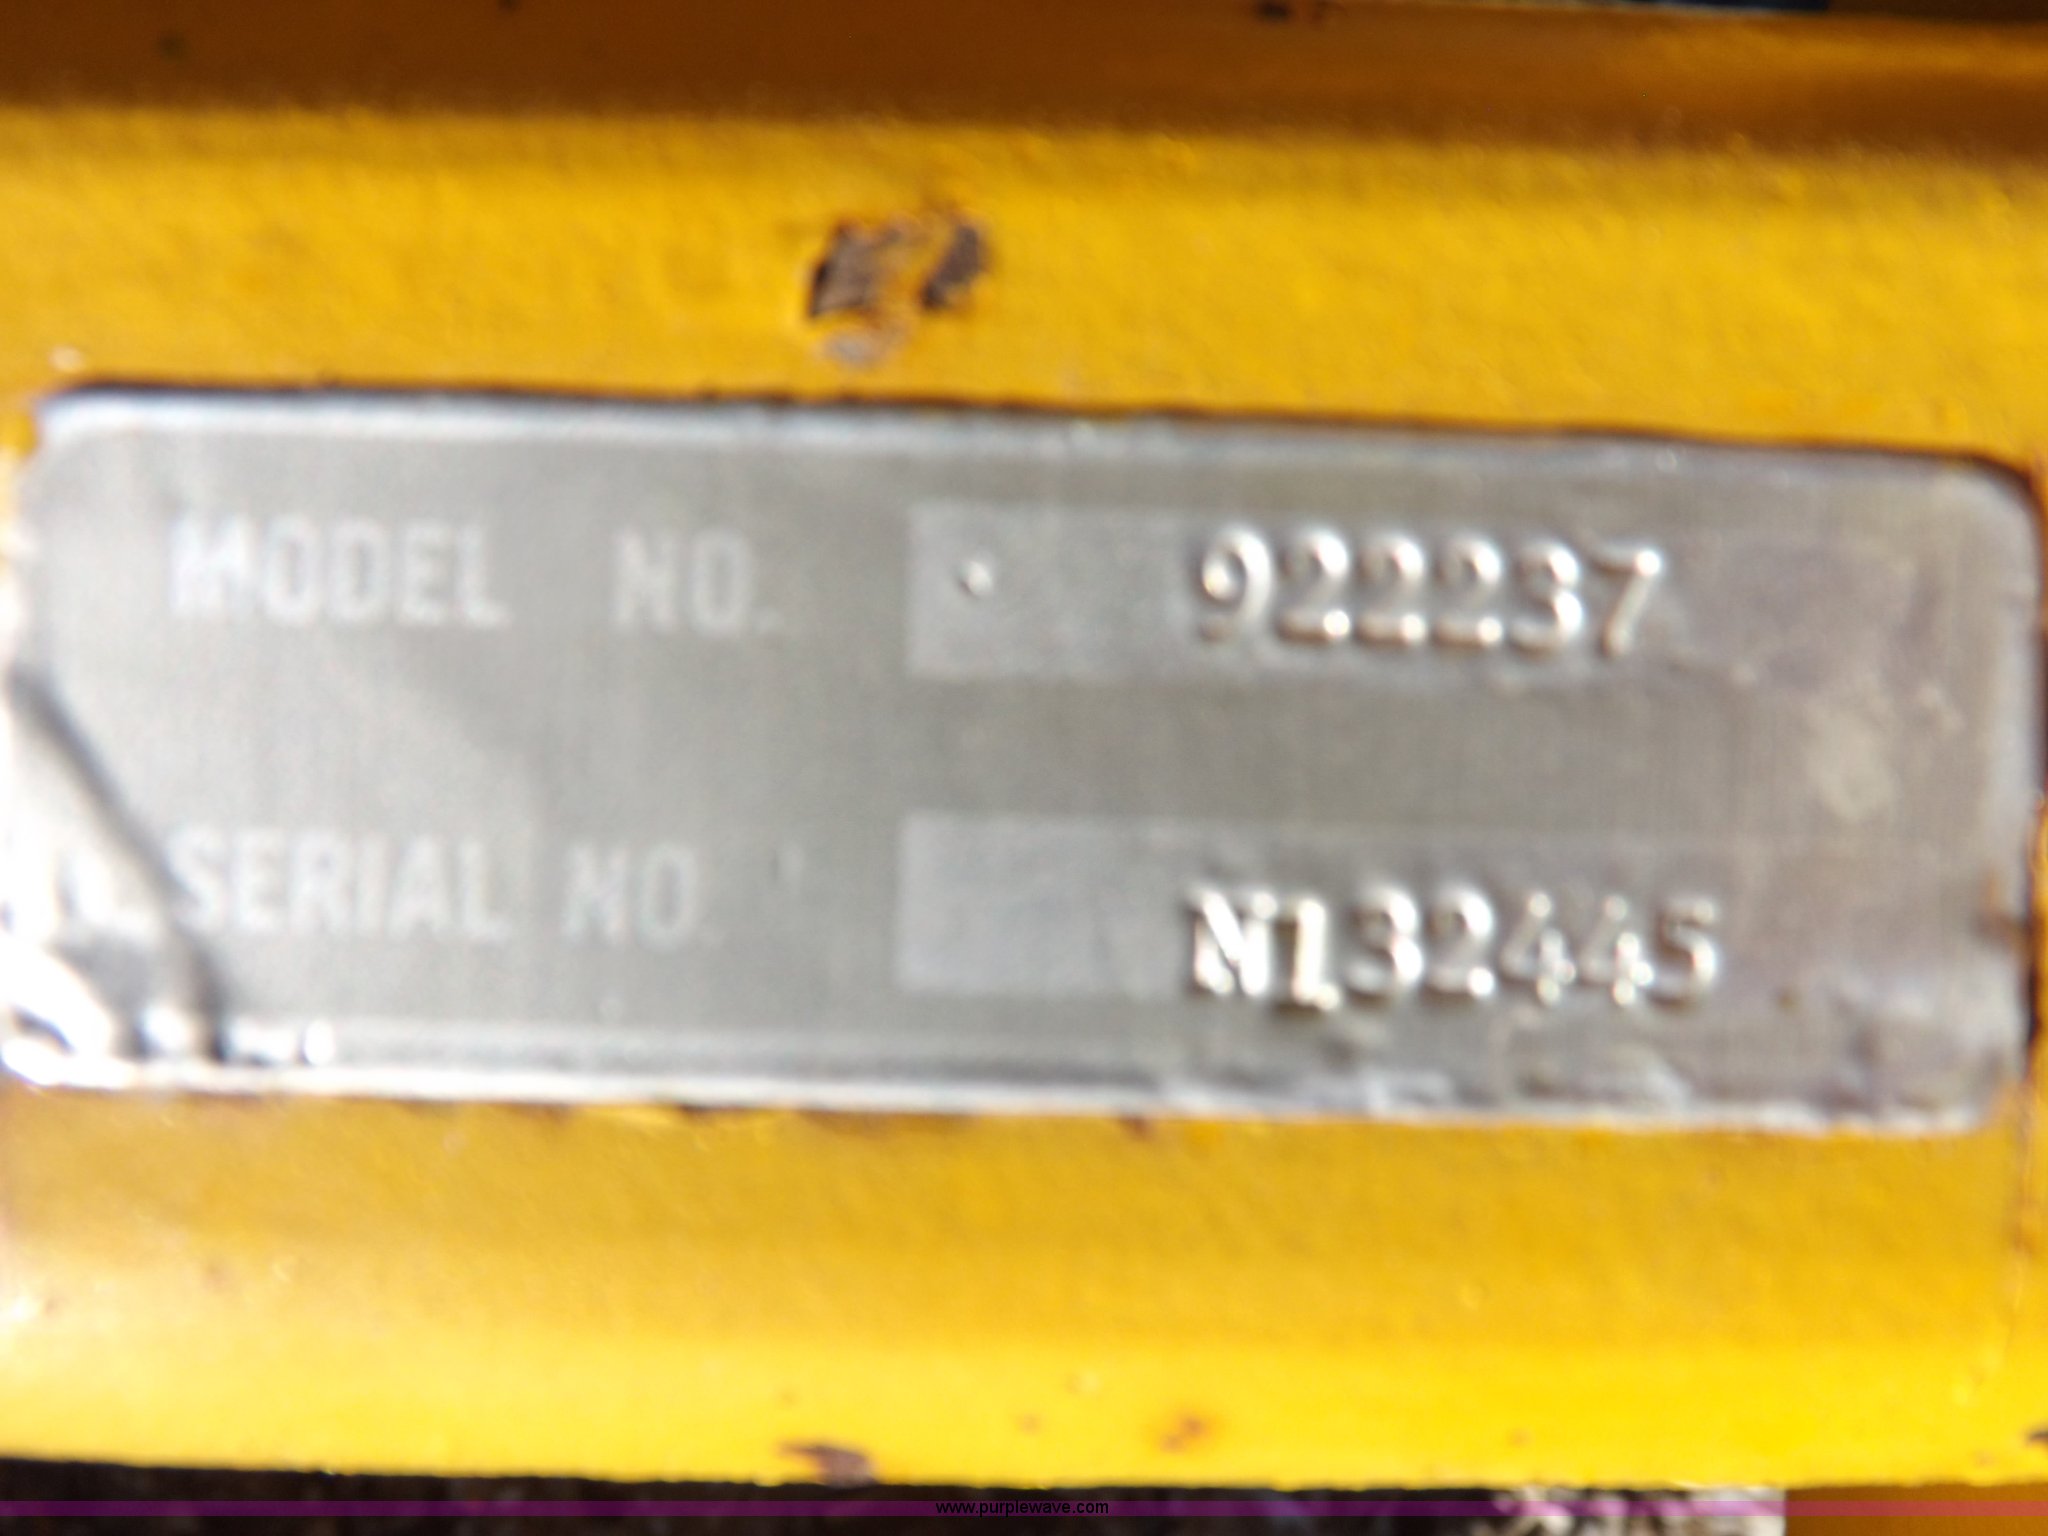 MODEL NO. 922237
SERIAL NO. N132445
www.purplewave.com